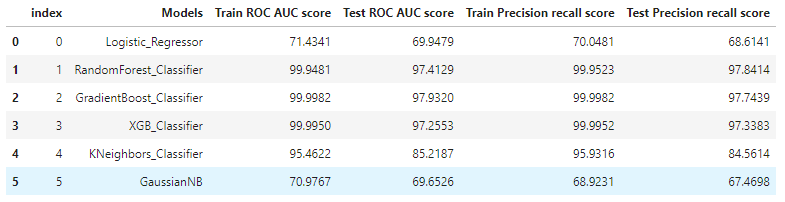 index Models Train ROC AUC score Test ROC AUC score Train Precision recall score Test Precision recall score
0 0 Logistic_Regressor 71.4341 69.9479 70.0481 68.6141
1 1 RandomForest_Classifier 99.9481 97.4129 99.9523 97.8414
2 2 GradientBoost_Classifier 99.9982 97.9320 99.9982 97.7439
3 3 XGB_Classifier 99.9950 97.2553 99.9952 97.3383
4 4 KNeighbors_Classifier 95.4622 85.2187 95.9316 84.5614
5 5 GaussianNB 70.9767 69.6526 68.9231 67.4698